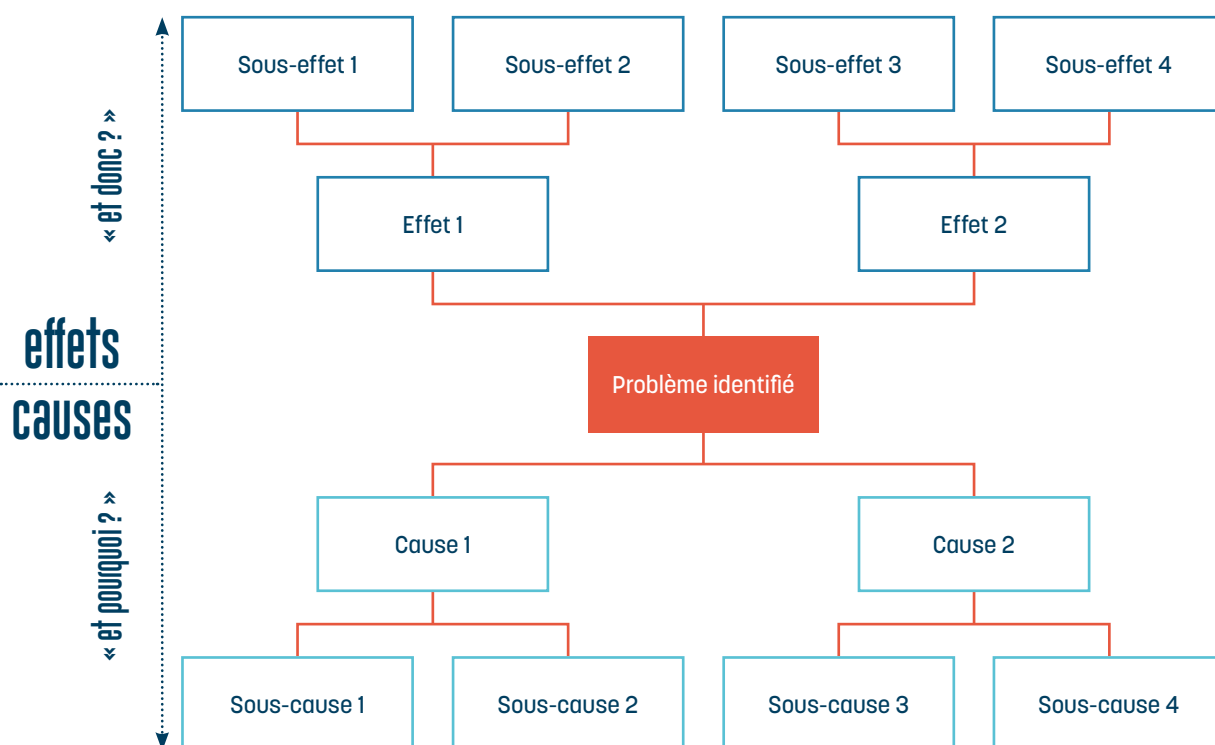 Sous-effet 1
Sous-effet 2
Sous-effet 3
Sous-effet 4
« et donc ? »
Effet 1
Effet 2
effets
Problème identifié
causes
« et pourquoi ? »
Cause 1
Cause 2
Sous-cause 1
Sous-cause 2
Sous-cause 3
Sous-cause 4